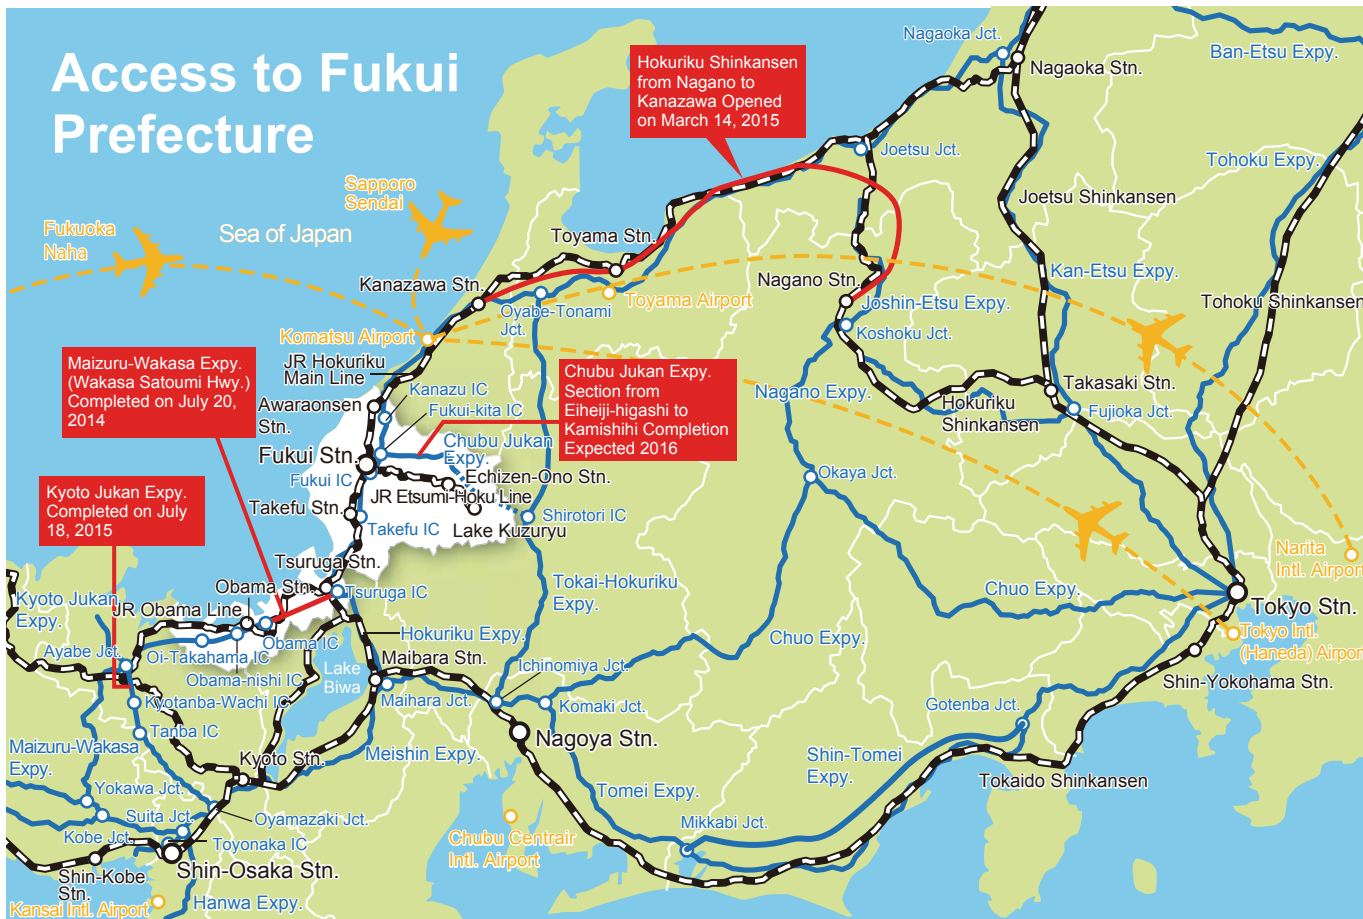 Access to Fukui
Prefecture
Hokuriku Shinkansen
from Nagano to
Kanazawa Opened
on March 14, 2015
Nagaoka Jct.
Nagaoka Stn.
Ban-Etsu Expy.
Joetsu Jct.
Tohoku Expy.
Sapporo
Sendai
Joetsu Shinkansen
Fukuoka
Naha
Sea of Japan
Toyama Stn.
Kan-Etsu Expy.
Kanazawa Stn.
Nagano Stn.
Toyama Airport
Joshin-Etsu Expy.
Tohoku Shinkansen
Oyabe-Tonami
Jct.
Komatsu Airport
Koshoku Jct.
Maizuru-Wakasa Expy.
(Wakasa Satoumi Hwy.)
Completed on July 20,
2014
JR Hokuriku
Main Line
Chubu Jukan Expy.
Section from
Eiheiji-higashi to
Kamishihi Completion
Expected 2016
Kanazu IC
Nagano Expy.
Takasaki Stn.
Awaraonsen
Stn.
Fukui-kita IC
Hokuriku
Shinkansen
Fujioka Jct.
Chubu Jukan
Expy.
Fukui Stn.
Fukui IC
Echizen-Ono Stn.
Okaya Jct.
Kyoto Jukan Expy.
Completed on July
18, 2015
JR Etsumi-Hoku Line
Takefu Stn.
Takefu IC
Lake Kuzuryu
Shirotori IC
Narita
Intl. Airport
Tsuruga Stn.
Tsuruga IC
Obama Stn.
Tokai-Hokuriku
Expy.
Chuo Expy.
Kyoto Jukan
Expy.
JR Obama Line
Tokyo Stn.
Hokuriku Expy.
Chuo Expy.
Tokyo Intl.
(Haneda) Airport
Obama IC
Ayabe Jct.
Oi-Takahama IC
Maibara Stn.
Ichinomiya Jct.
Lake
Biwa
Obama-nishi IC
Shin-Yokohama Stn.
Kyotanba-Wachi IC
Maihara Jct.
Komaki Jct.
Gotenba Jct.
Tanba IC
Nagoya Stn.
Maizuru-Wakasa
Expy.
Kyoto Stn.
Meishin Expy.
Shin-Tomei
Expy.
Tokaido Shinkansen
Yokawa Jct.
Tomei Expy.
Suita Jct.
Oyamazaki Jct.
Mikkabi Jct.
Kobe Jct.
Toyonaka IC
Chubu Centrair
Intl. Airport
Shin-Osaka Stn.
Shin-Kobe
Stn.
Kansai Intl. Airport
Hanwa Expy.